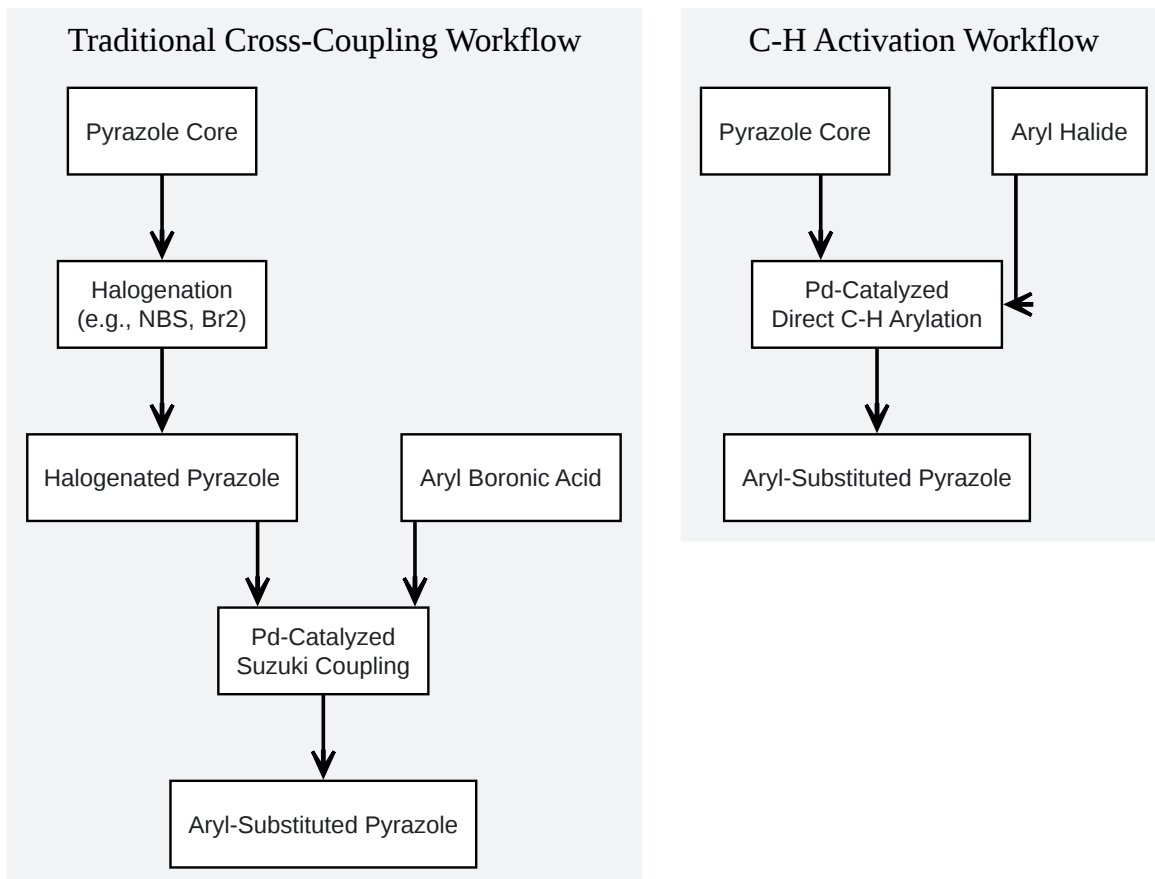 Traditional Cross-Coupling Workflow
Pyrazole Core
Halogenation
(e.g., NBS, Br2)
Halogenated Pyrazole
Aryl Boronic Acid
Pd-Catalyzed
Suzuki Coupling
Aryl-Substituted Pyrazole
C-H Activation Workflow
Pyrazole Core
Aryl Halide
Pd-Catalyzed
Direct C-H Arylation
Aryl-Substituted Pyrazole